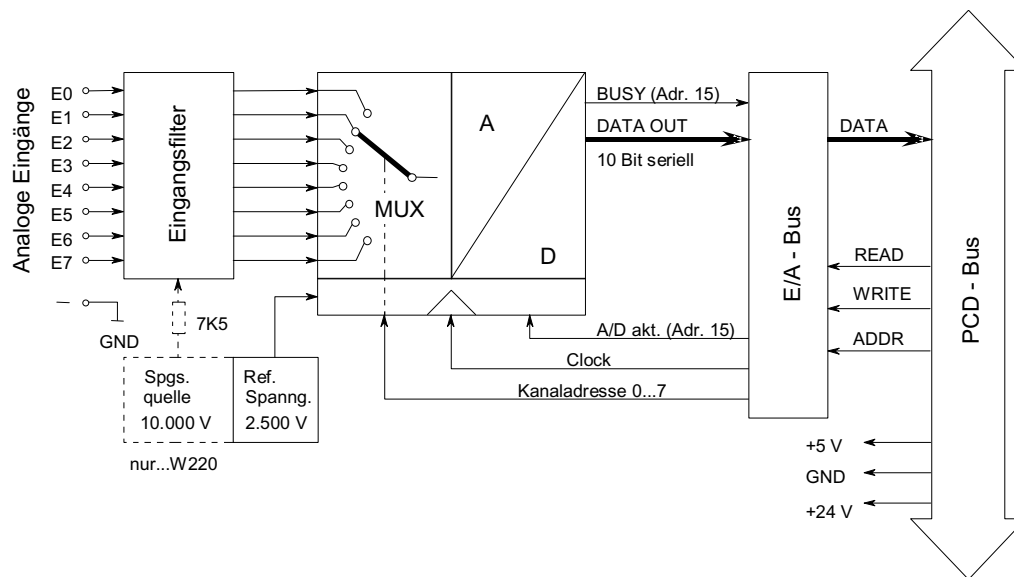 Analoge Eingänge
E0
E1
E2
E3
E4
E5
E6
E7
GND
Eingangsfilter
7K5
Spgs.
quelle
10.000 V
nur...W220
Ref.
Spanng.
2.500 V
MUX
A
D
BUSY (Adr. 15)
DATA OUT
10 Bit seriell
A/D akt. (Adr. 15)
Clock
Kanaladresse 0...7
E/A - Bus
DATA
READ
WRITE
ADDR
+5 V
GND
+24 V
PCD - Bus